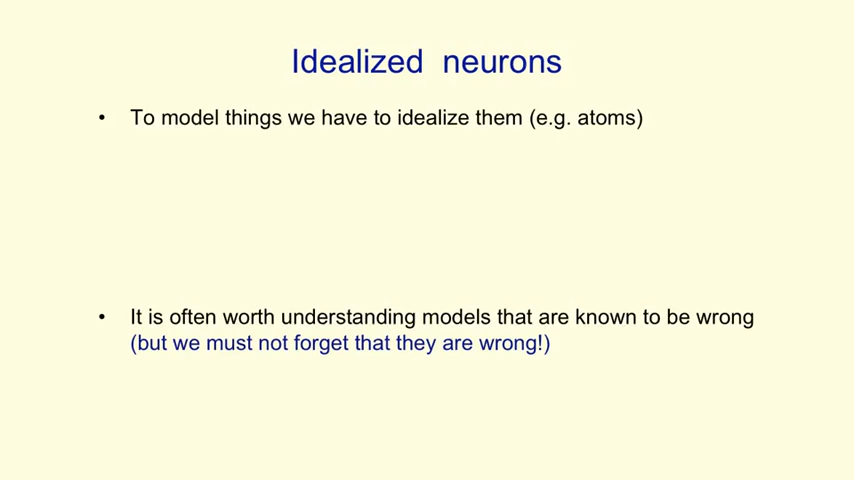 Idealized neurons
• To model things we have to idealize them (e.g. atoms)
• It is often worth understanding models that are known to be wrong
(but we must not forget that they are wrong!)